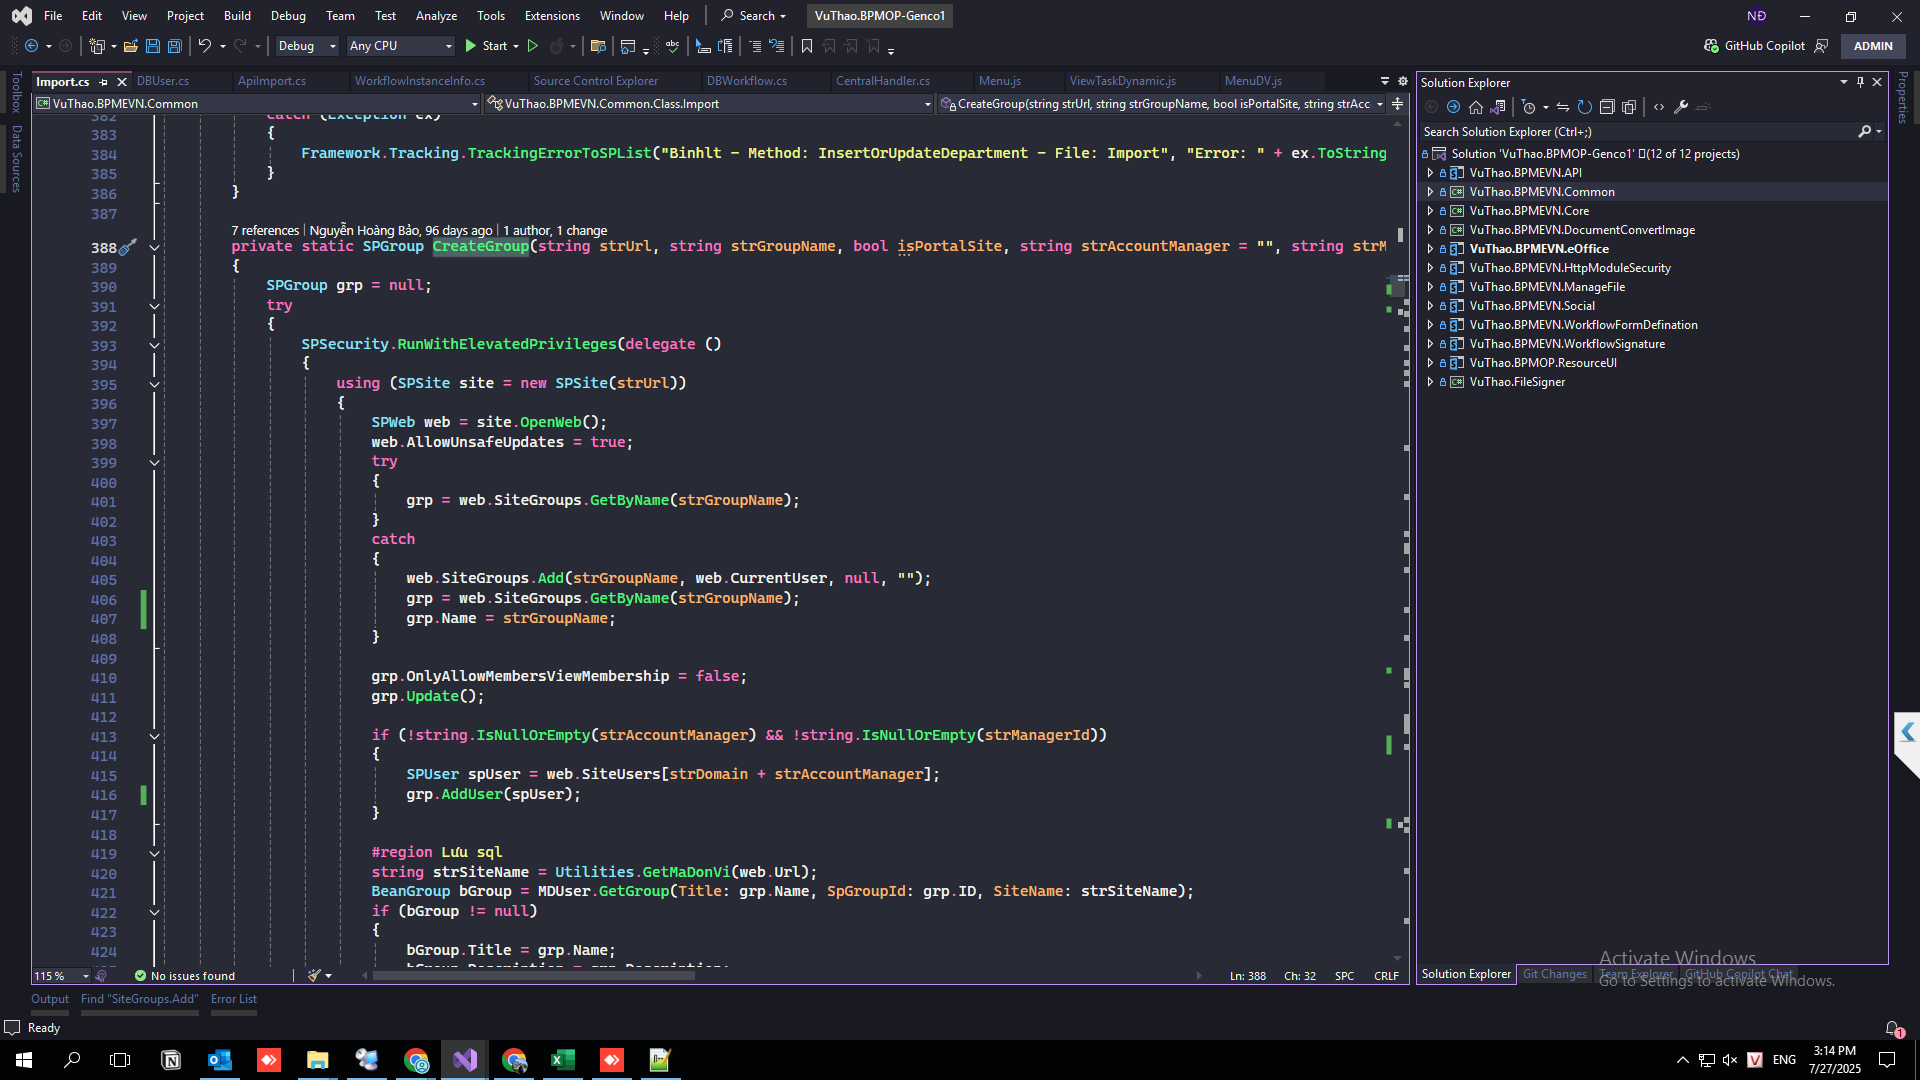 File Edit View Project Build Debug Team Test Analyze Tools Extensions Window Help Search VuThao.BPMOP-Genco1 NĐ
Debug Any CPU Start GitHub Copilot ADMIN
Toolbox
Data Sources
Import.cs DBUser.cs ApiImport.cs WorkflowInstanceInfo.cs Source Control Explorer DBWorkflow.cs CentralHandler.cs Menu.js ViewTaskDynamic.js MenuDV.js
VuThao.BPMEVN.Common VuThao.BPMEVN.Common.Class.Import CreateGroup(string strUrl, string strGroupName, bool isPortalSite, string strAcc
382 catch (Exception ex)
383 {
384 Framework.Tracking.TrackingErrorToSPList("Binhlt - Method: InsertOrUpdateDepartment - File: Import", "Error: " + ex.ToString
385 }
386 }
387
7 references | Nguyễn Hoàng Bảo, 96 days ago | 1 author, 1 change
388 private static SPGroup CreateGroup(string strUrl, string strGroupName, bool isPortalSite, string strAccountManager = "", string strM
389 {
390 SPGroup grp = null;
391 try
392 {
393 SPSecurity.RunWithElevatedPrivileges(delegate ()
394 {
395 using (SPSite site = new SPSite(strUrl))
396 {
397 SPWeb web = site.OpenWeb();
398 web.AllowUnsafeUpdates = true;
399 try
400 {
401 grp = web.SiteGroups.GetByName(strGroupName);
402 }
403 catch
404 {
405 web.SiteGroups.Add(strGroupName, web.CurrentUser, null, "");
406 grp = web.SiteGroups.GetByName(strGroupName);
407 grp.Name = strGroupName;
408 }
409
410 grp.OnlyAllowMembersViewMembership = false;
411 grp.Update();
412
413 if (!string.IsNullOrEmpty(strAccountManager) && !string.IsNullOrEmpty(strManagerId))
414 {
415 SPUser spUser = web.SiteUsers[strDomain + strAccountManager];
416 grp.AddUser(spUser);
417 }
418
419 #region Lưu sql
420 string strSiteName = Utilities.GetMaDonVi(web.Url);
421 BeanGroup bGroup = MDUser.GetGroup(Title: grp.Name, SpGroupId: grp.ID, SiteName: strSiteName);
422 if (bGroup != null)
423 {
424 bGroup.Title = grp.Name;
bGroup.Description = grp.Description;
115 % No issues found Ln: 388 Ch: 32 SPC CRLF
Solution Explorer
Search Solution Explorer (Ctrl+;)
Solution 'VuThao.BPMOP-Genco1' (12 of 12 projects)
VuThao.BPMEVN.API
VuThao.BPMEVN.Common
VuThao.BPMEVN.Core
VuThao.BPMEVN.DocumentConvertImage
VuThao.BPMEVN.eOffice
VuThao.BPMEVN.HttpModuleSecurity
VuThao.BPMEVN.ManageFile
VuThao.BPMEVN.Social
VuThao.BPMEVN.WorkflowFormDefination
VuThao.BPMEVN.WorkflowSignature
VuThao.BPMOP.ResourceUI
VuThao.FileSigner
Properties
Solution Explorer Git Changes Team Explorer GitHub Copilot Chat
Activate Windows
Go to Settings to activate Windows.
Output Find "SiteGroups.Add" Error List
Ready 1
ENG 3:14 PM
7/27/2025